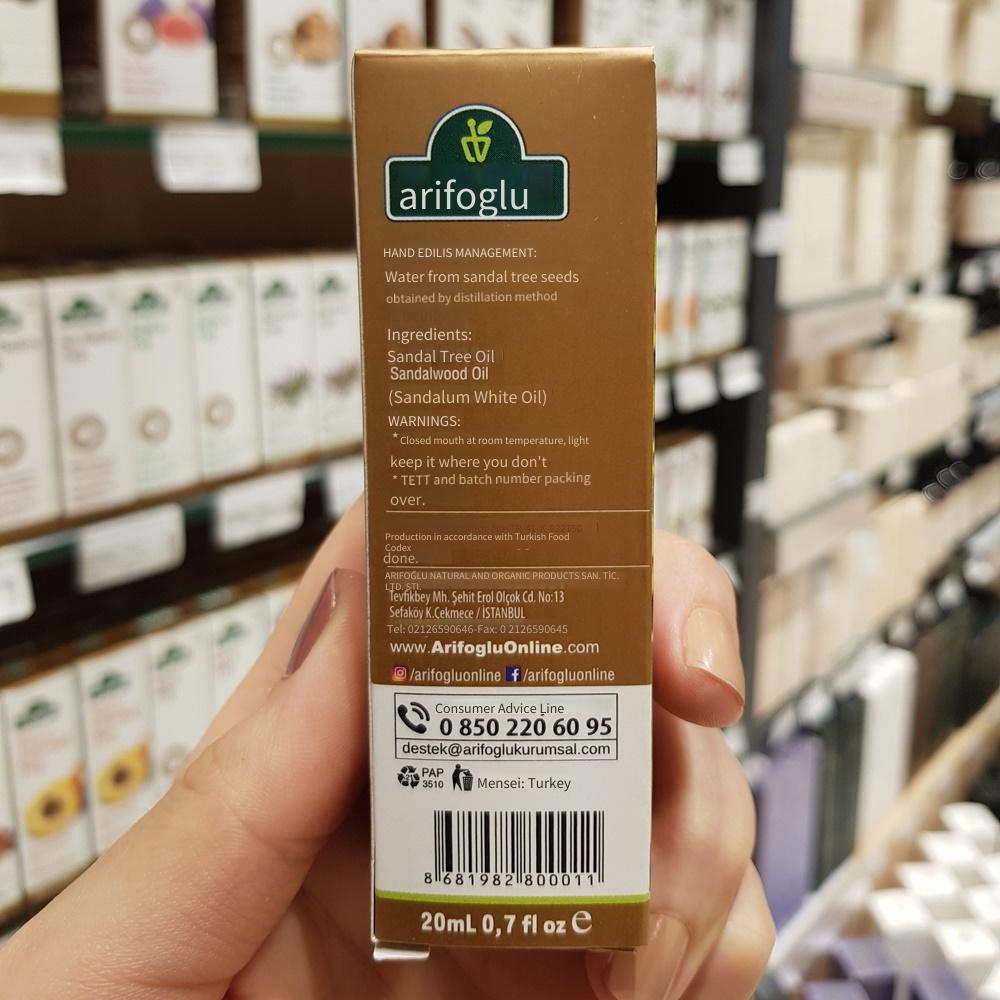 arifoglu
HAND EDILIS MANAGEMENT:
Water from sandal tree seeds
obtained by distillation method
Ingredients:
Sandal Tree Oil
Sandalwood Oil
(Sandalum White Oil)
WARNINGS:
* Closed mouth at room temperature, light
keep it where you don't
* TETT and batch number packing
over.
Production in accordance with Turkish Food
Codex
done.
ARIFOĞLU NATURAL AND ORGANIC PRODUCTS SAN. TİC.
LTD. STI.
Tevfikbey Mh. Şehit Erol Olçok Cd. No:13
Sefaköy K.Çekmece / İSTANBUL
Tel: 02126590646-Fax: 0 2126590645
www.ArifogluOnline.com
/arifogluonline /arifogluonline
Consumer Advice Line
0 850 220 60 95
destek@arifoglukurumsal.com
21 PAP
3510
Mensei: Turkey
8 681982 800011
20mL 0,7 fl oz e